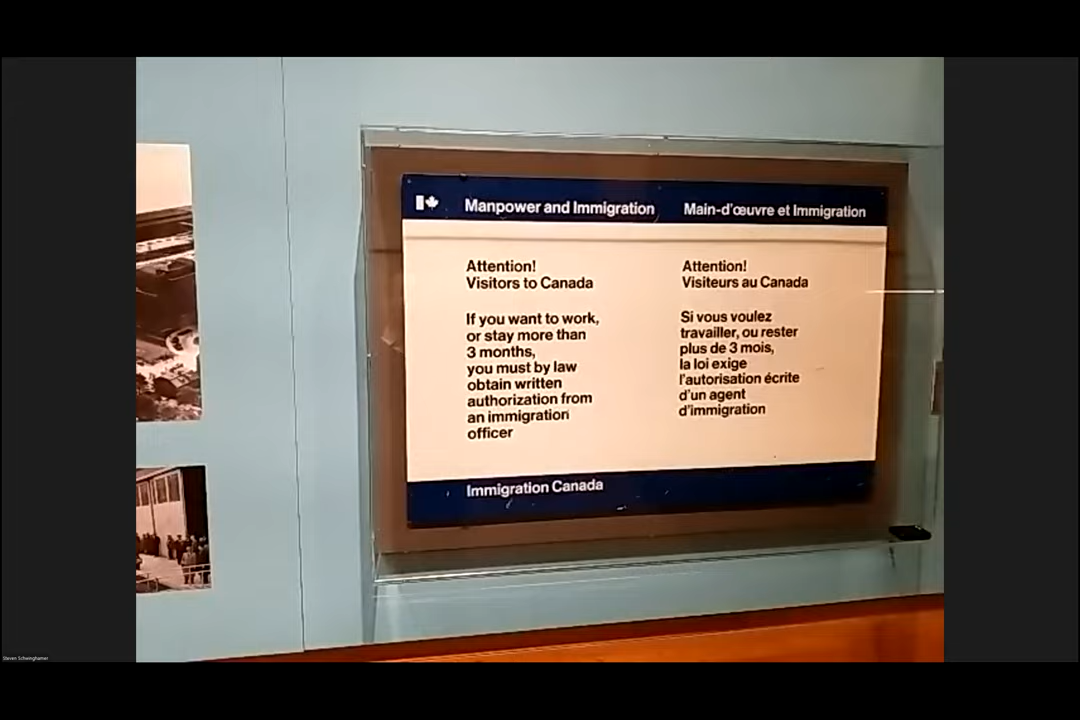 Manpower and Immigration
Main-d'œuvre et Immigration
Attention!
Visitors to Canada
If you want to work,
or stay more than
3 months,
you must by law
obtain written
authorization from
an immigration
officer
Attention!
Visiteurs au Canada
Si vous voulez
travailler, ou rester
plus de 3 mois,
la loi exige
l'autorisation écrite
d'un agent
d'immigration
Immigration Canada
Steven Schwinghamer